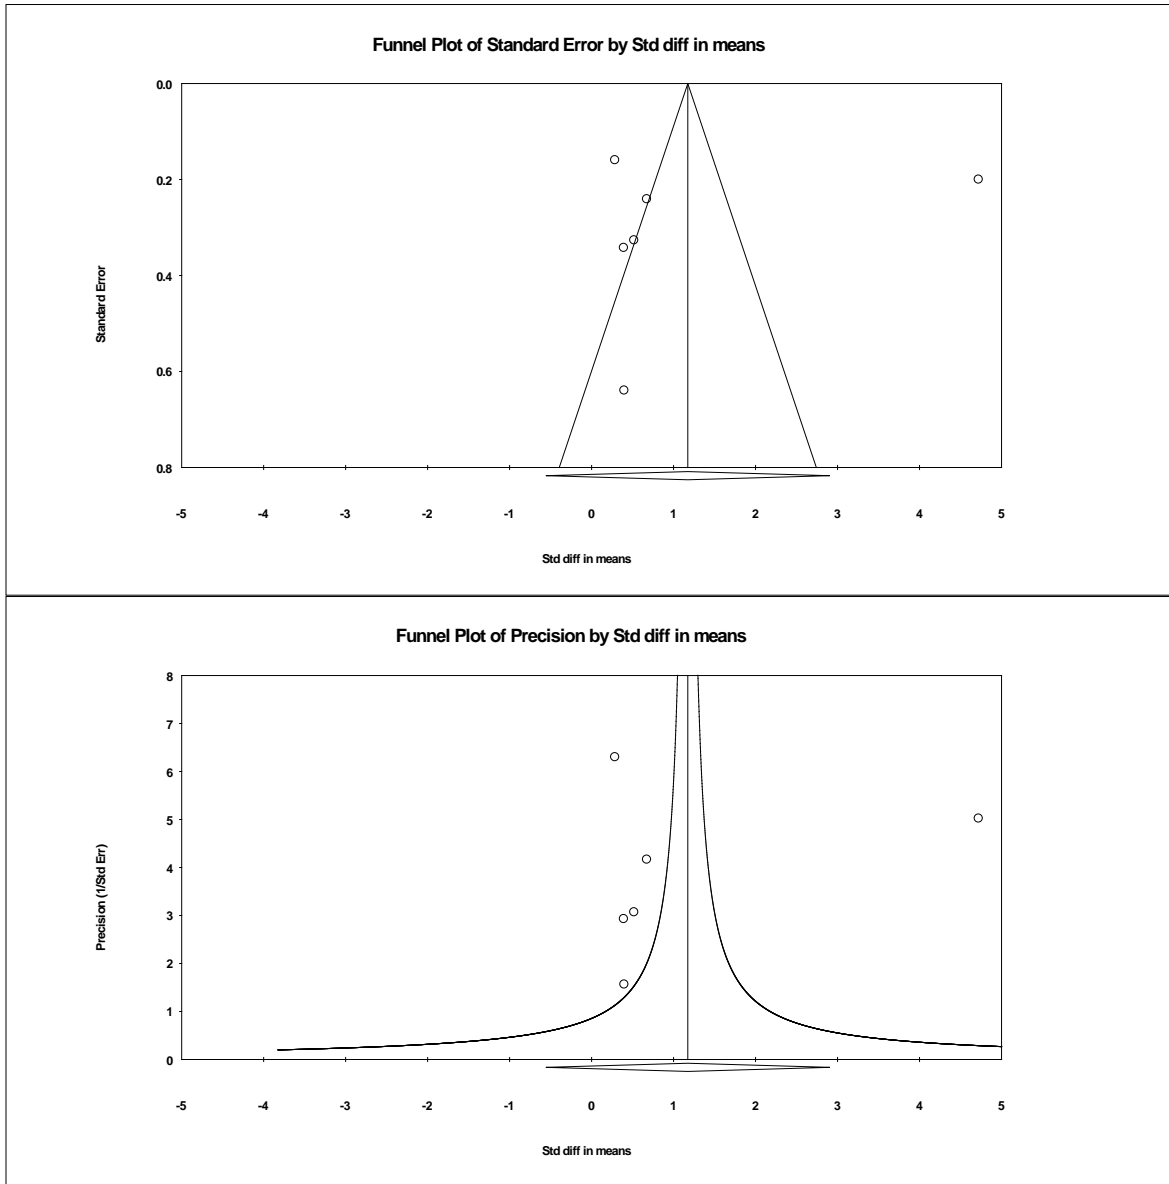 Funnel Plot of Standard Error by Std diff in means
0.0
0.2
0.4
0.6
0.8
Standard Error
-5 -4 -3 -2 -1 0 1 2 3 4 5
Std diff in means
Funnel Plot of Precision by Std diff in means
8
7
6
5
4
3
2
1
0
Precision (1/Std Err)
-5 -4 -3 -2 -1 0 1 2 3 4 5
Std diff in means